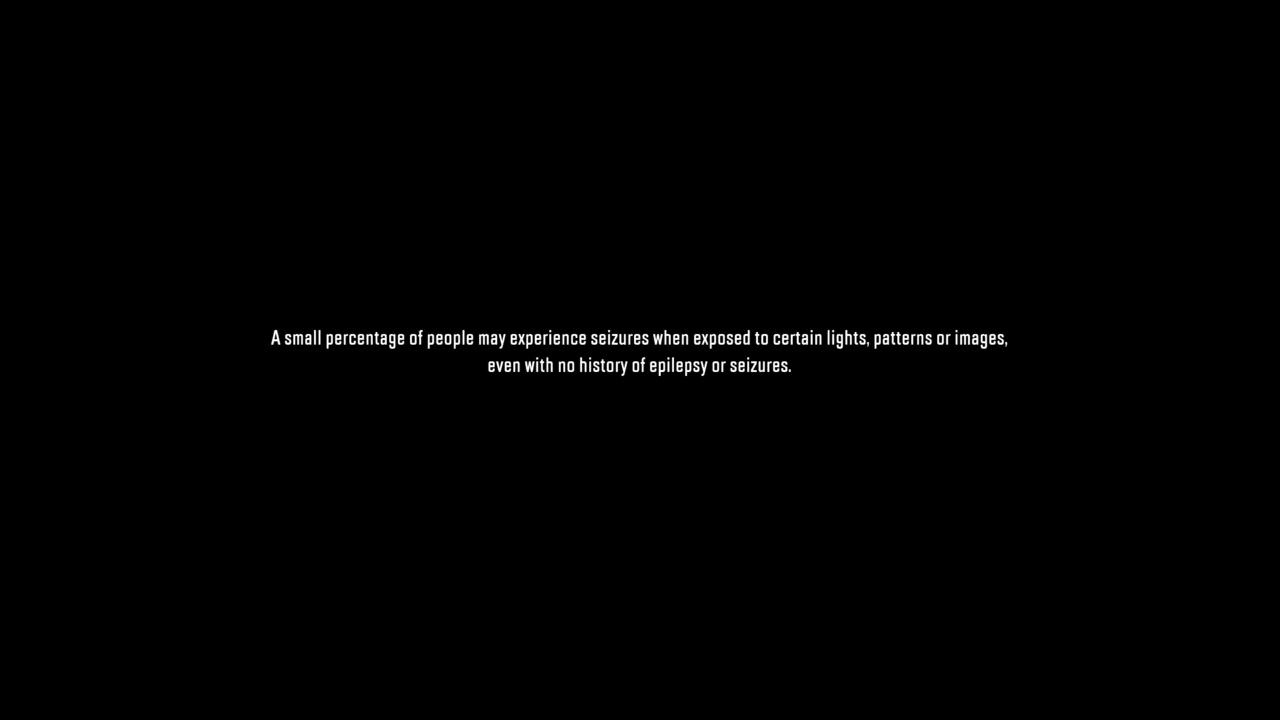 A small percentage of people may experience seizures when exposed to certain lights, patterns or images,
even with no history of epilepsy or seizures.